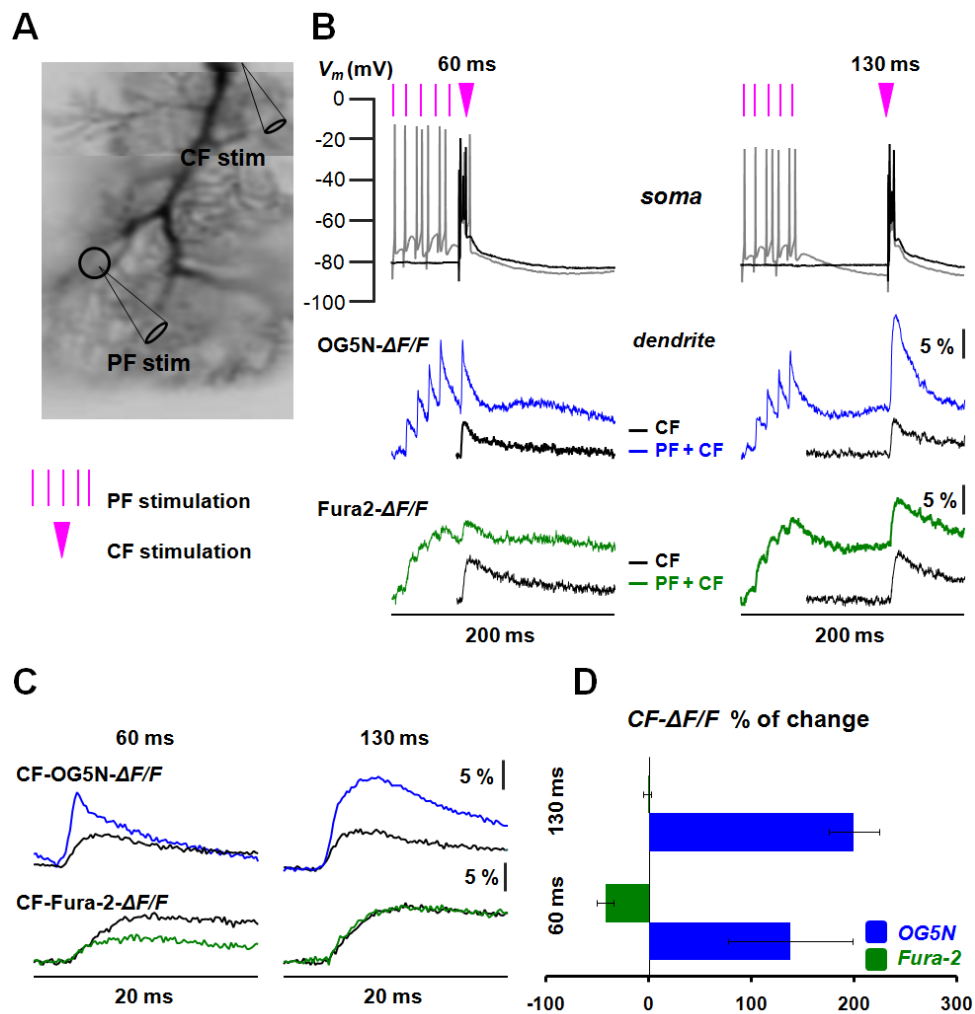 A
B
CF stim
PF stim
PF stimulation
CF stimulation
Vm (mV)
60 ms
130 ms
0
-20
-40
-60
-80
-100
soma
OG5N-ΔF/F
dendrite
5 %
CF
PF + CF
Fura2-ΔF/F
5 %
CF
PF + CF
200 ms
200 ms
C
60 ms
130 ms
CF-OG5N-ΔF/F
5 %
CF-Fura-2-ΔF/F
5 %
20 ms
20 ms
D
CF-ΔF/F % of change
130 ms
60 ms
OG5N
Fura-2
-100 0 100 200 300